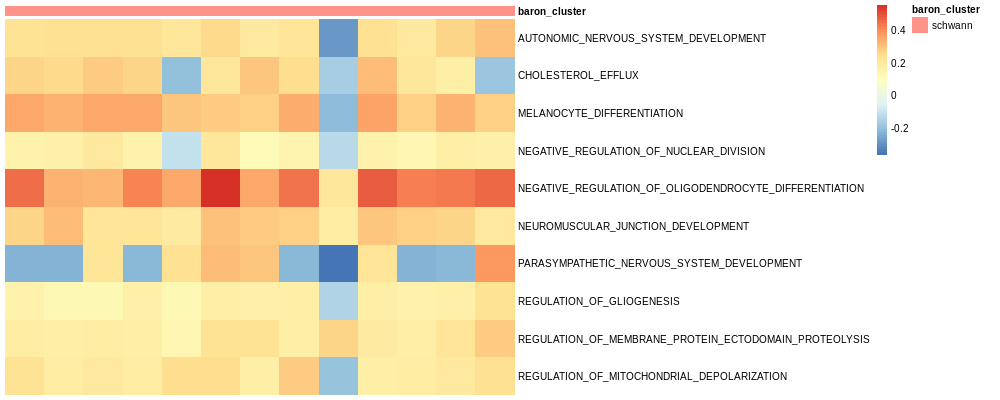 baron_cluster
AUTONOMIC_NERVOUS_SYSTEM_DEVELOPMENT
CHOLESTEROL_EFFLUX
MELANOCYTE_DIFFERENTIATION
NEGATIVE_REGULATION_OF_NUCLEAR_DIVISION
NEGATIVE_REGULATION_OF_OLIGODENDROCYTE_DIFFERENTIATION
NEUROMUSCULAR_JUNCTION_DEVELOPMENT
PARASYMPATHETIC_NERVOUS_SYSTEM_DEVELOPMENT
REGULATION_OF_GLIOGENESIS
REGULATION_OF_MEMBRANE_PROTEIN_ECTODOMAIN_PROTEOLYSIS
REGULATION_OF_MITOCHONDRIAL_DEPOLARIZATION
0.4
0.2
0
-0.2
baron_cluster
schwann